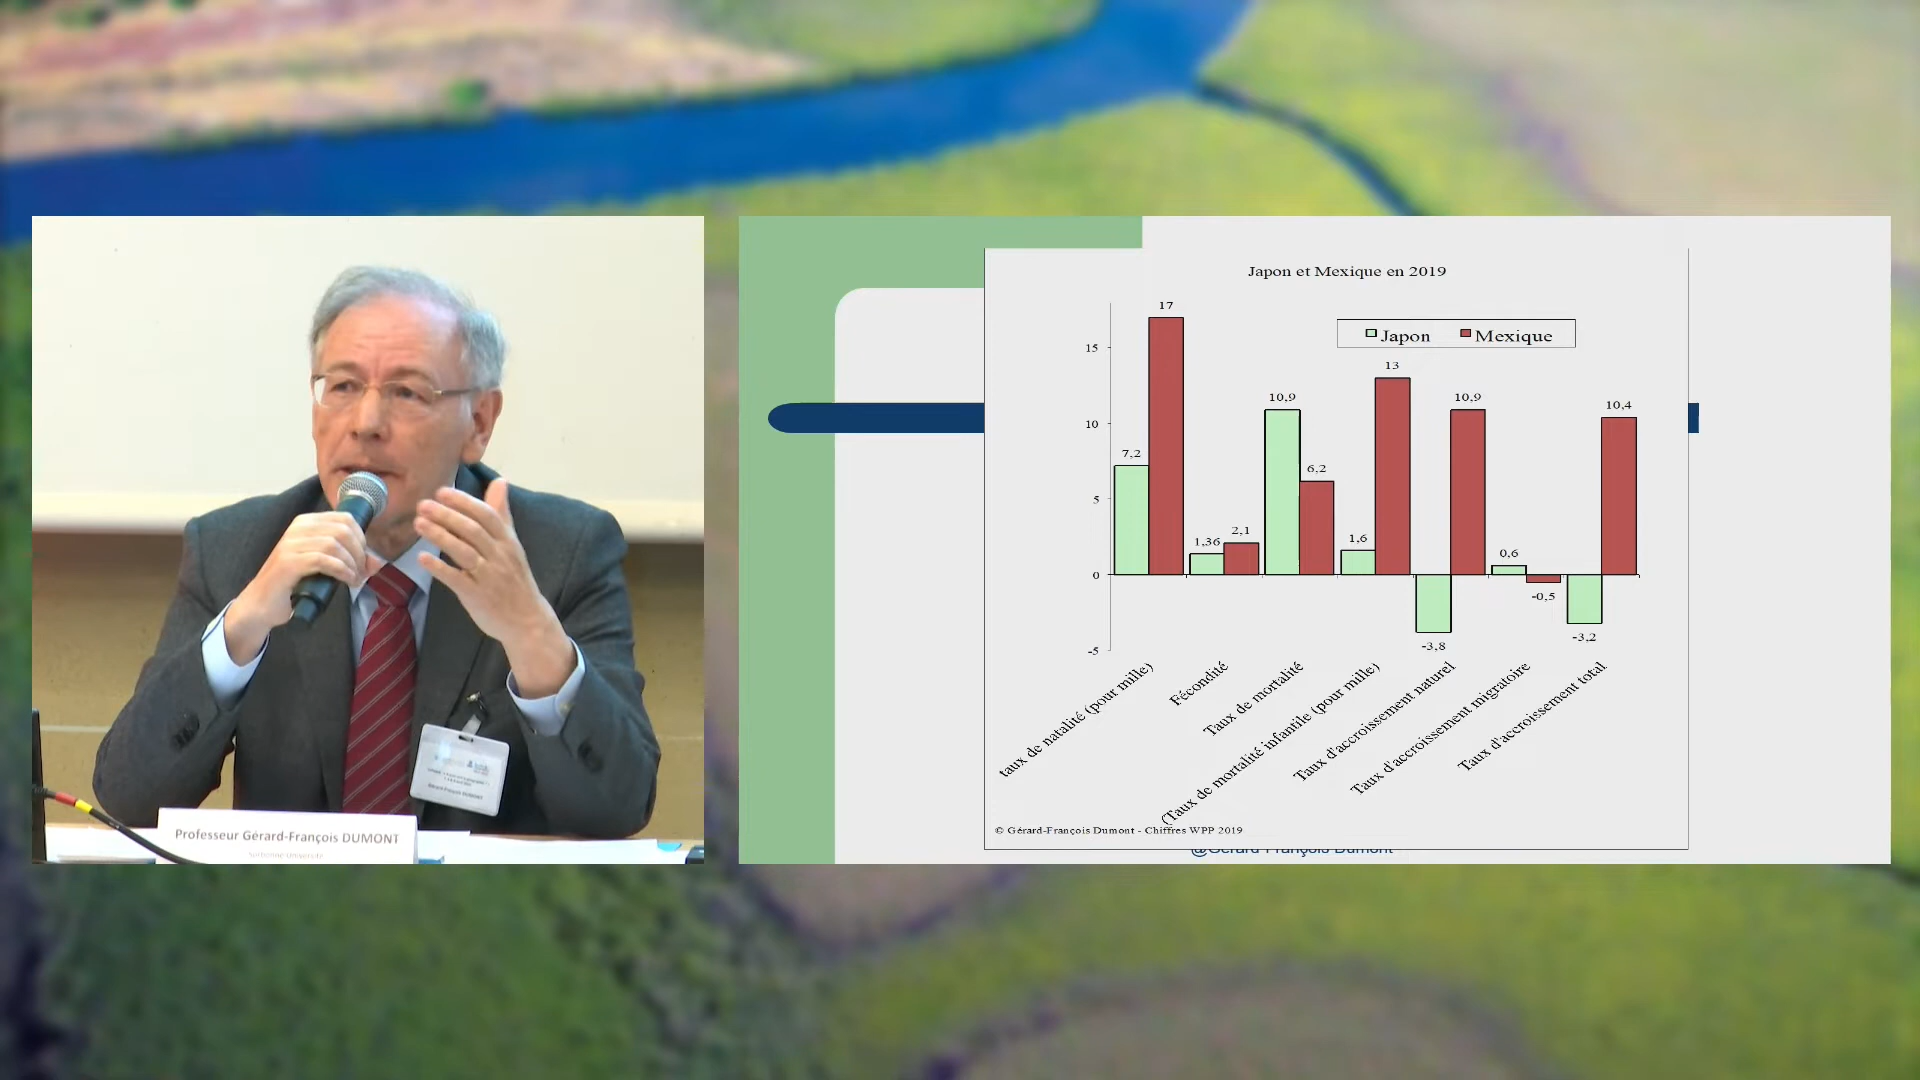 Professeur Gérard-François DUMONT
Japon et Mexique en 2019
Japon
Mexique
17
15
13
10,9
10,9
10,4
10
7,2
6,2
5
1,36
2,1
1,6
0,6
0
-0,5
-3,8
-3,2
-5
taux de natalité (pour mille)
Fécondité
Taux de mortalité
(Taux de mortalité infantile (pour mille)
Taux d'accroissement naturel
Taux d'accroissement migratoire
Taux d'accroissement total
© Gérard-François Dumont - Chiffres WPP 2019
@Gérard-François Dumont